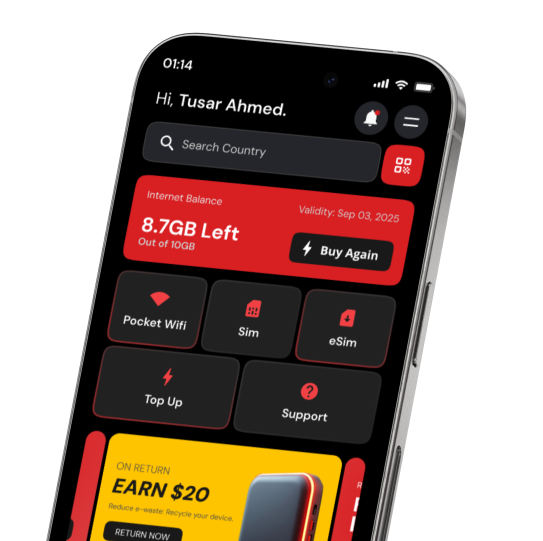 01:14
Hi, Tusar Ahmed.
Search Country
Internet Balance
Validity: Sep 03, 2025
8.7GB Left
Out of 10GB
Buy Again
Pocket Wifi
Sim
eSim
Top Up
Support
ON RETURN
EARN $20
Reduce e-waste: Recycle your device.
RETURN NOW